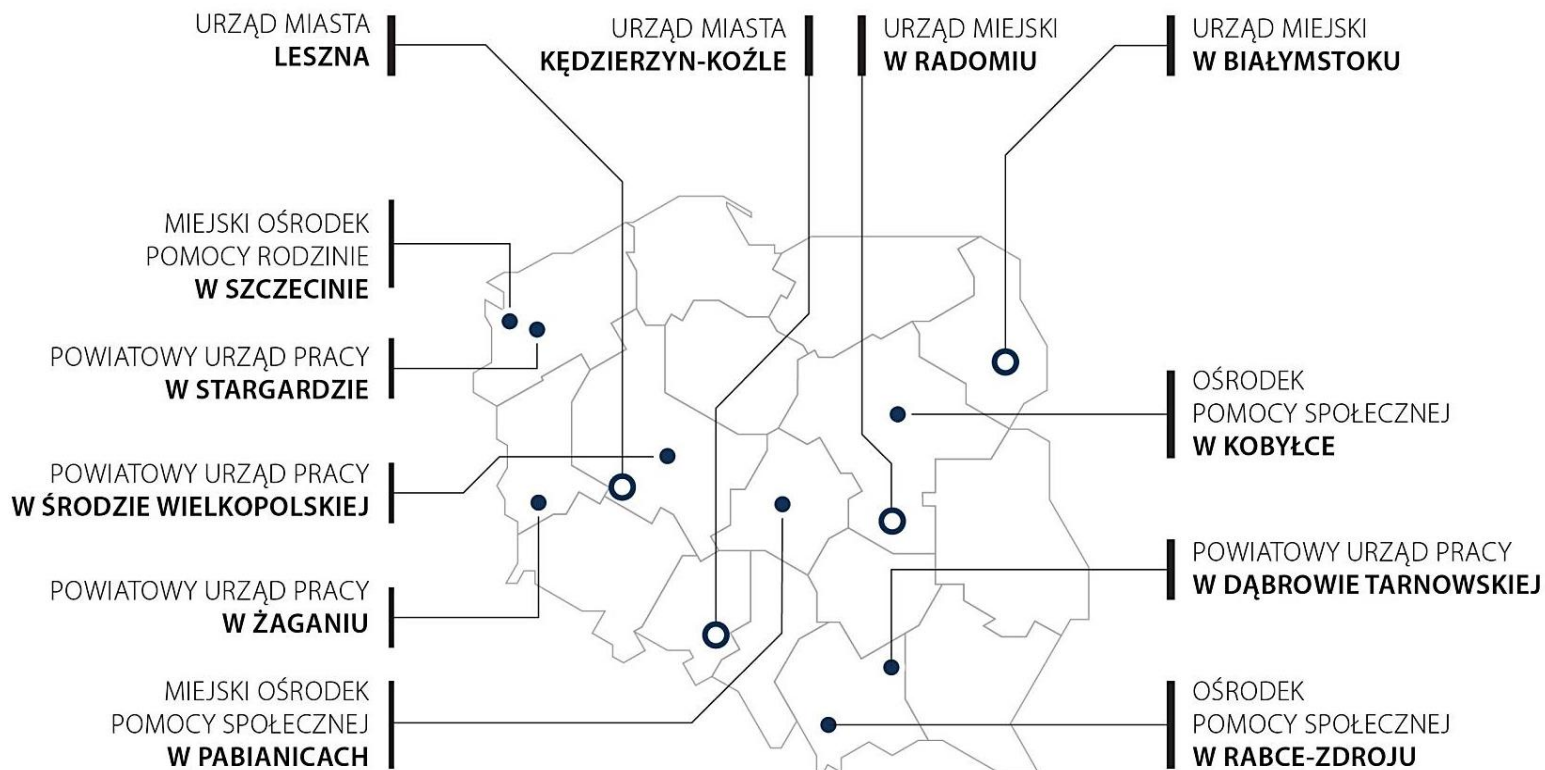 URZĄD MIASTA
LESZNA
URZĄD MIASTA
KĘDZIERZYN-KOŹLE
URZĄD MIEJSKI
W RADOMIU
URZĄD MIEJSKI
W BIAŁYMSTOKU
MIEJSKI OŚRODEK
POMOCY RODZINIE
W SZCZECINIE
POWIATOWY URZĄD PRACY
W STARGARDZIE
POWIATOWY URZĄD PRACY
W ŚRODZIE WIELKOPOLSKIEJ
POWIATOWY URZĄD PRACY
W ŻAGANIU
MIEJSKI OŚRODEK
POMOCY SPOŁECZNEJ
W PABIANICACH
OŚRODEK
POMOCY SPOŁECZNEJ
W KOBYŁCE
POWIATOWY URZĄD PRACY
W DĄBROWIE TARNOWSKIEJ
OŚRODEK
POMOCY SPOŁECZNEJ
W RABCE-ZDROJU